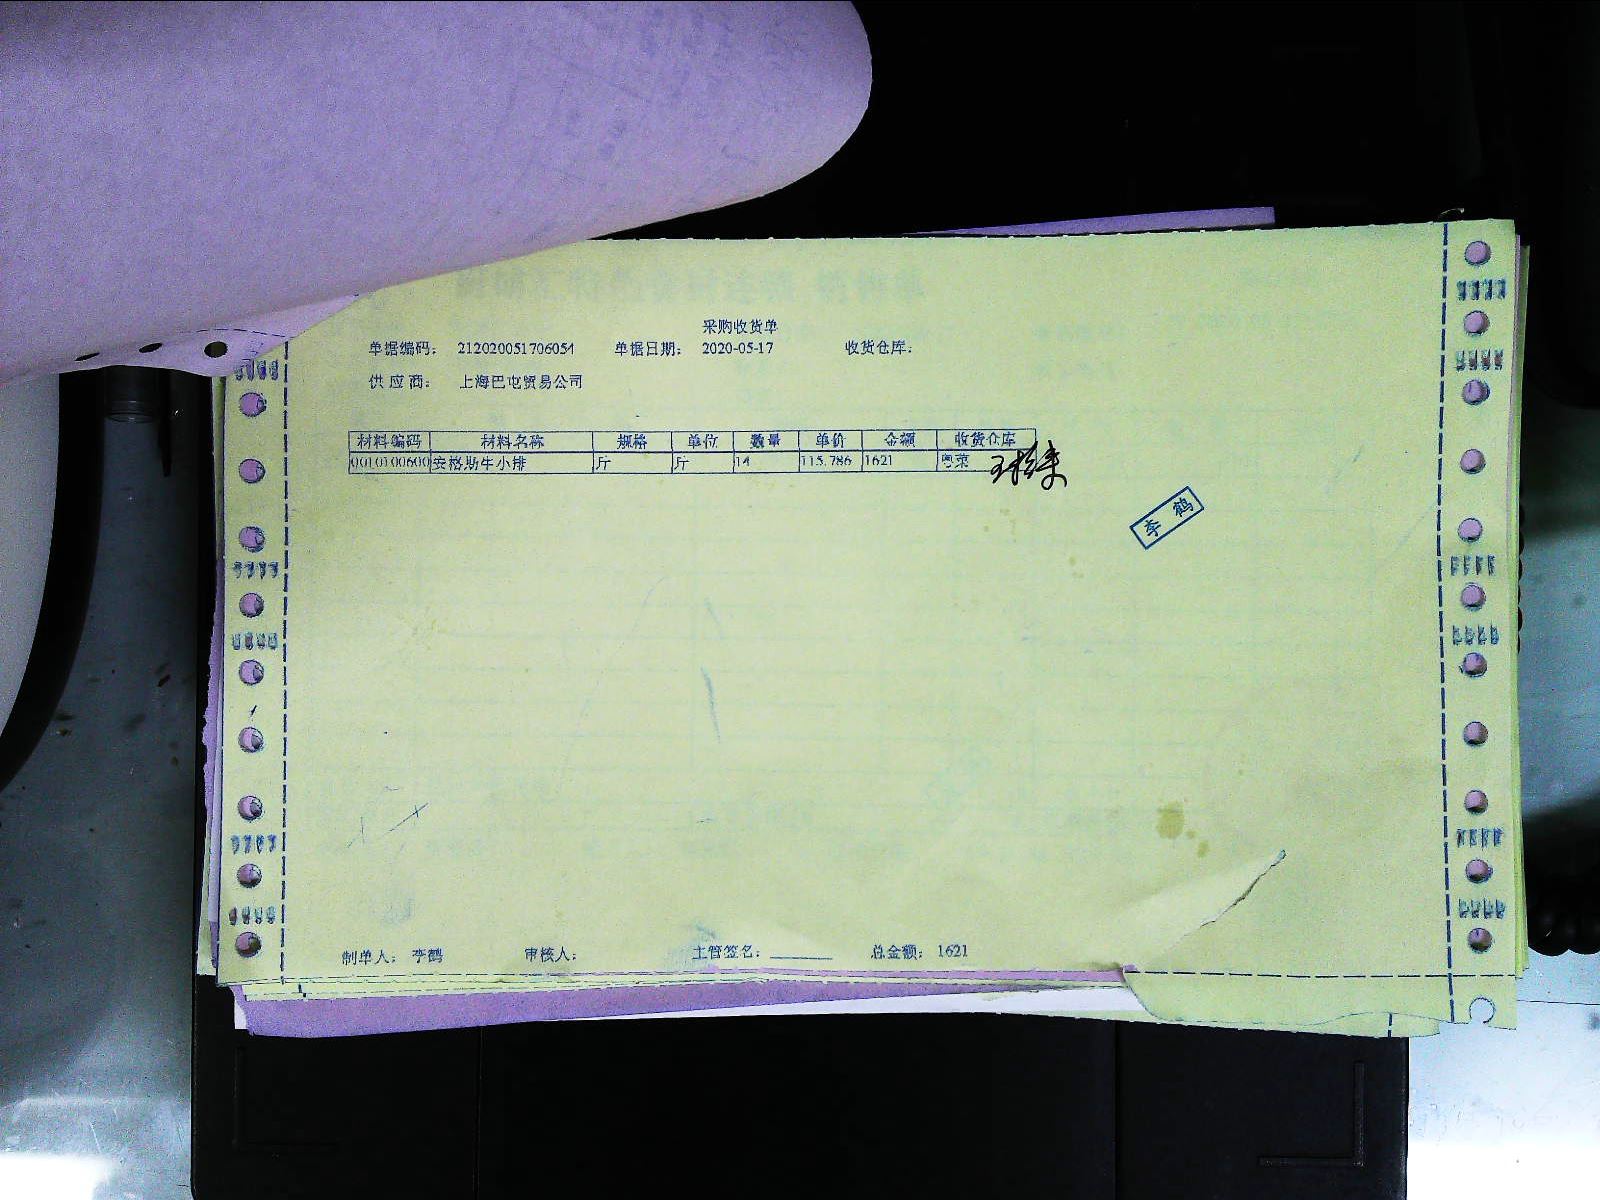 采购收货单
单据编码： 212020051706054 单据日期： 2020-05-17 收货仓库：
供应商： 上海巴屯贸易公司
材料编码 材料名称 规格 单位 数量 单价 金额 收货仓库
0010100600 安格斯牛小排 斤 斤 14 115.786 1621 粤菜
李鹤
制单人： 李鹤 审核人： 主管签名：________ 总金额： 1621